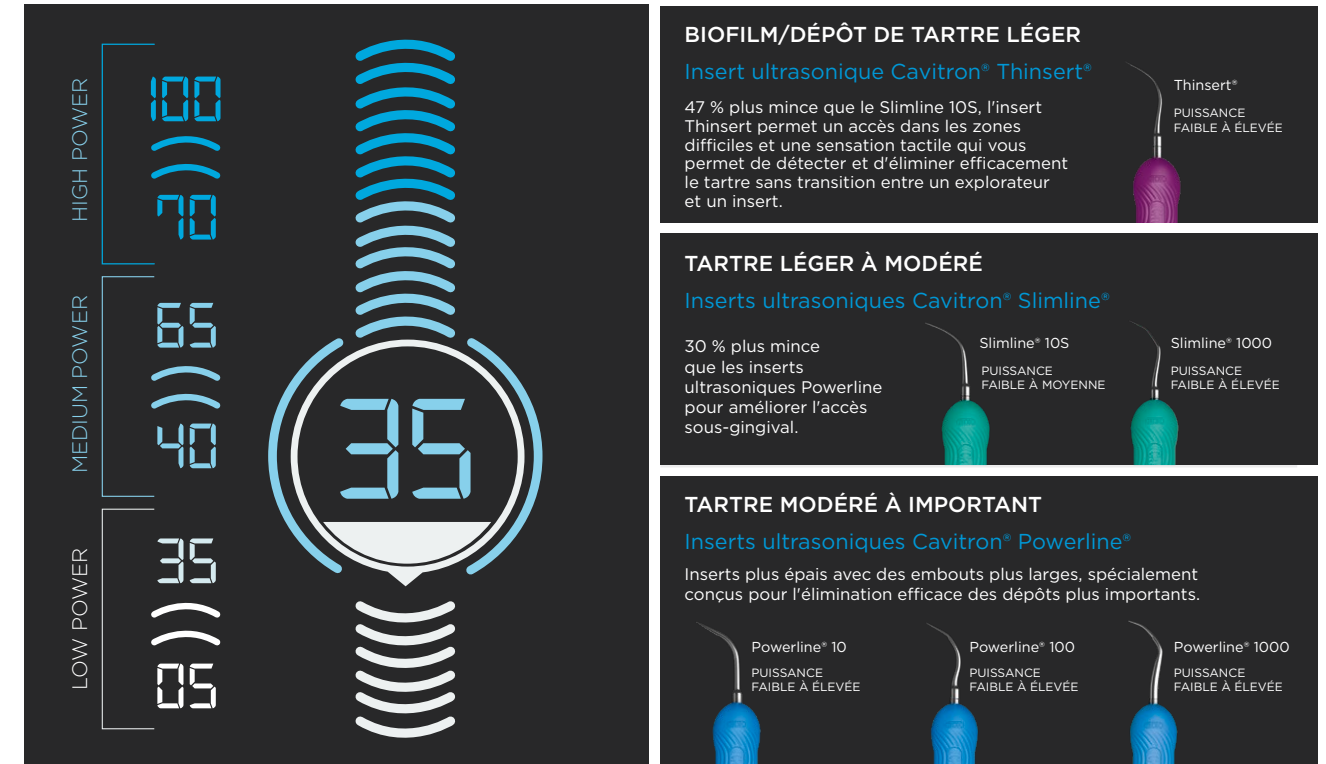 HIGH POWER
100
70
MEDIUM POWER
65
40
LOW POWER
35
05
35
BIOFILM/DÉPÔT DE TARTRE LÉGER
Insert ultrasonique Cavitron® Thinsert®
47 % plus mince que le Slimline 10S, l'insert
Thinsert permet un accès dans les zones
difficiles et une sensation tactile qui vous
permet de détecter et d'éliminer efficacement
le tartre sans transition entre un explorateur
et un insert.
Thinsert®
PUISSANCE
FAIBLE À ÉLEVÉE
TARTRE LÉGER À MODÉRÉ
Inserts ultrasoniques Cavitron® Slimline®
30 % plus mince
que les inserts
ultrasoniques Powerline
pour améliorer l'accès
sous-gingival.
Slimline® 10S
PUISSANCE
FAIBLE À MOYENNE
Slimline® 1000
PUISSANCE
FAIBLE À ÉLEVÉE
TARTRE MODÉRÉ À IMPORTANT
Inserts ultrasoniques Cavitron® Powerline®
Inserts plus épais avec des embouts plus larges, spécialement
conçus pour l'élimination efficace des dépôts plus importants.
Powerline® 10
PUISSANCE
FAIBLE À ÉLEVÉE
Powerline® 100
PUISSANCE
FAIBLE À ÉLEVÉE
Powerline® 1000
PUISSANCE
FAIBLE À ÉLEVÉE